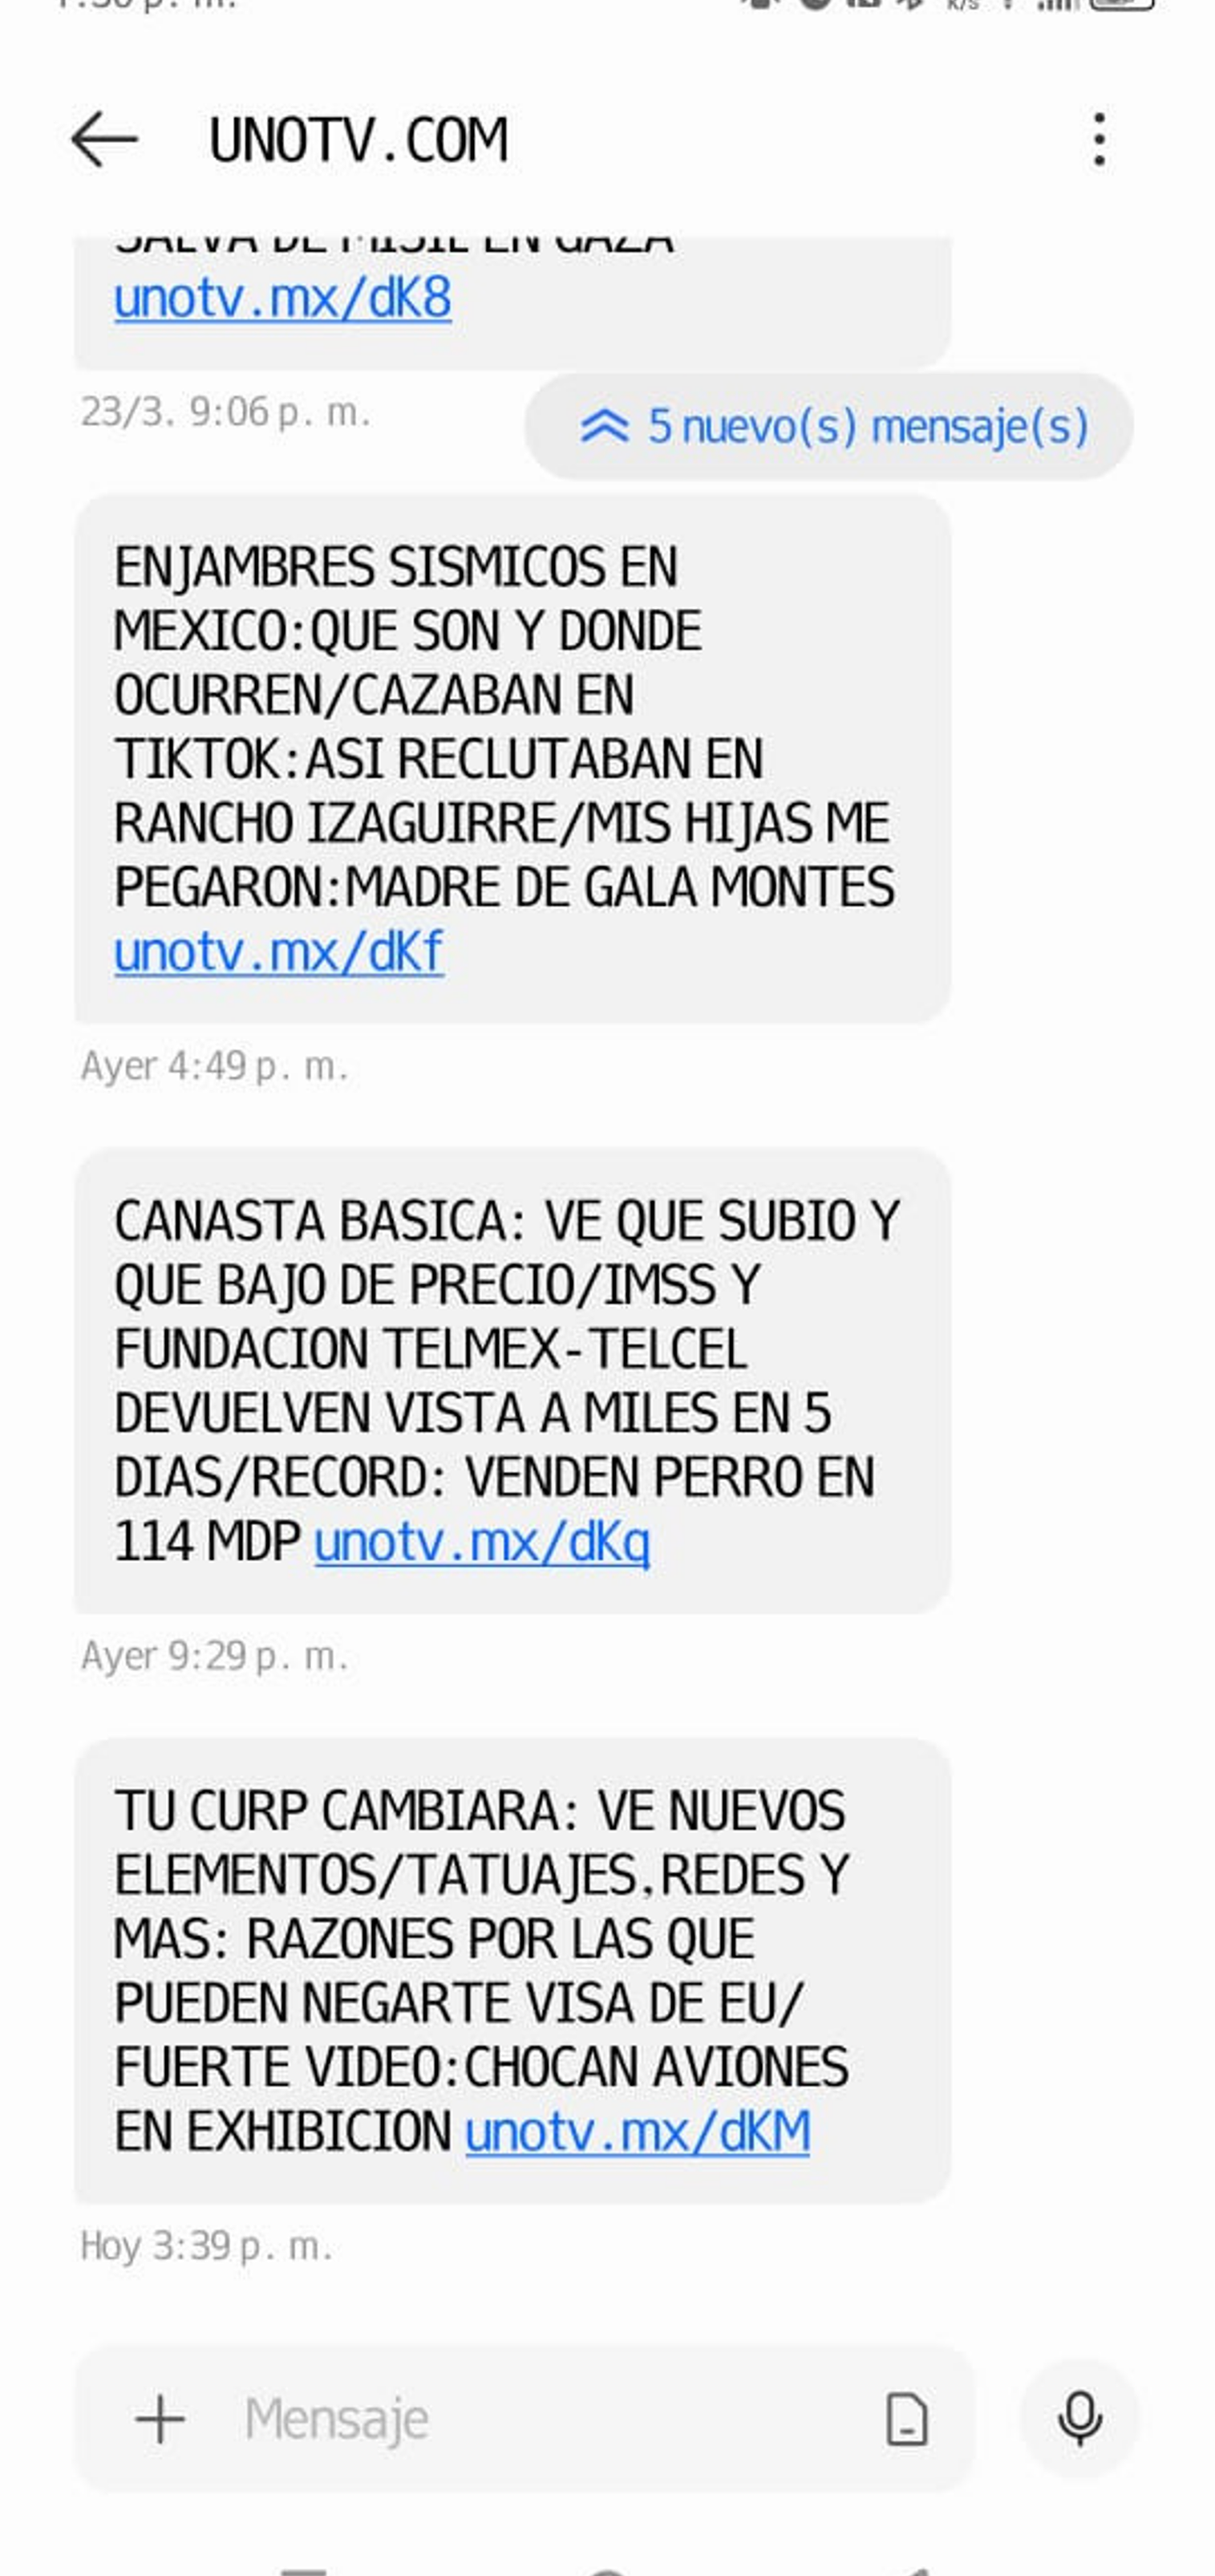 UNOTV.COM
SALVA DE MISIL EN GAZA
unotv.mx/dK8
23/3. 9:06 p. m.
5 nuevo(s) mensaje(s)
ENJAMBRES SISMICOS EN
MEXICO:QUE SON Y DONDE
OCURREN/CAZABAN EN
TIKTOK:ASI RECLUTABAN EN
RANCHO IZAGUIRRE/MIS HIJAS ME
PEGARON:MADRE DE GALA MONTES
unotv.mx/dKf
Ayer 4:49 p. m.
CANASTA BASICA: VE QUE SUBIO Y
QUE BAJO DE PRECIO/IMSS Y
FUNDACION TELMEX-TELCEL
DEVUELVEN VISTA A MILES EN 5
DIAS/RECORD: VENDEN PERRO EN
114 MDP unotv.mx/dKq
Ayer 9:29 p. m.
TU CURP CAMBIARA: VE NUEVOS
ELEMENTOS/TATUAJES,REDES Y
MAS: RAZONES POR LAS QUE
PUEDEN NEGARTE VISA DE EU/
FUERTE VIDEO:CHOCAN AVIONES
EN EXHIBICION unotv.mx/dKM
Hoy 3:39 p. m.
Mensaje